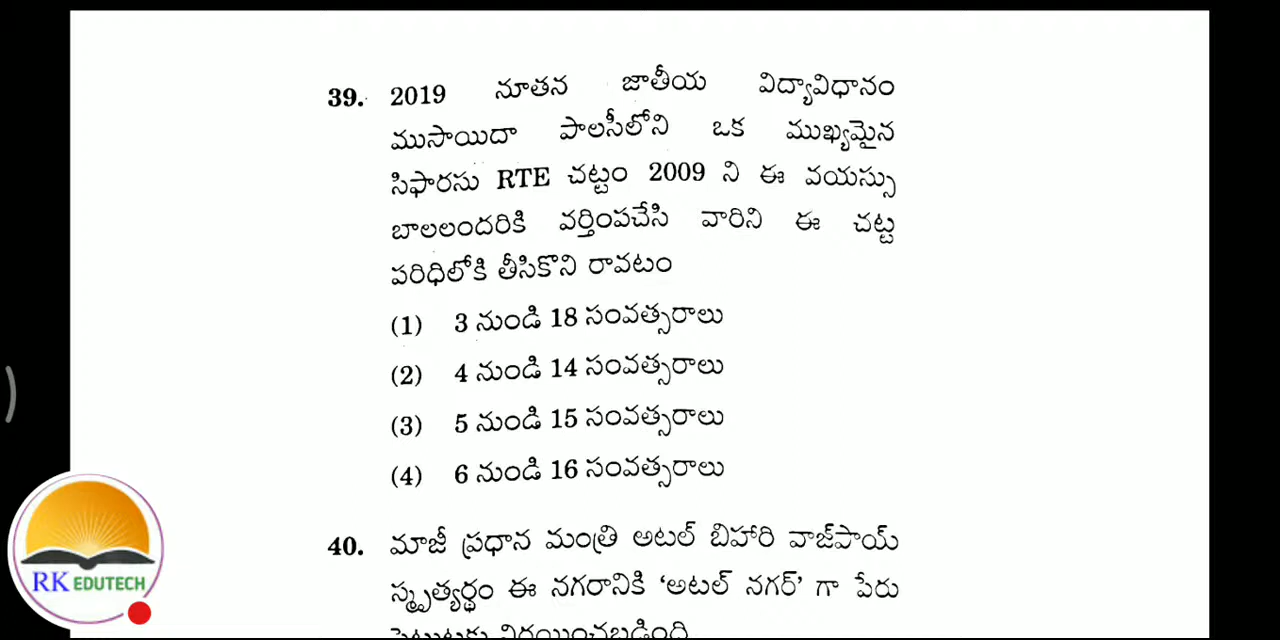 39. 2019 నూతన జాతీయ విద్యావిధానం
ముసాయిదా పాలసీలోని ఒక ముఖ్యమైన
సిఫారసు RTE చట్టం 2009 ని ఈ వయస్సు
బాలలందరికి వర్తింపచేసి వారిని ఈ చట్ట
పరిధిలోకి తీసికొని రావటం
(1) 3 నుండి 18 సంవత్సరాలు
(2) 4 నుండి 14 సంవత్సరాలు
(3) 5 నుండి 15 సంవత్సరాలు
(4) 6 నుండి 16 సంవత్సరాలు
40. మాజీ ప్రధాన మంత్రి అటల్ బిహారి వాజ్‌పాయ్
స్మృత్యర్థం ఈ నగరానికి ‘అటల్ నగర్’ గా పేరు
RK EDUTECH